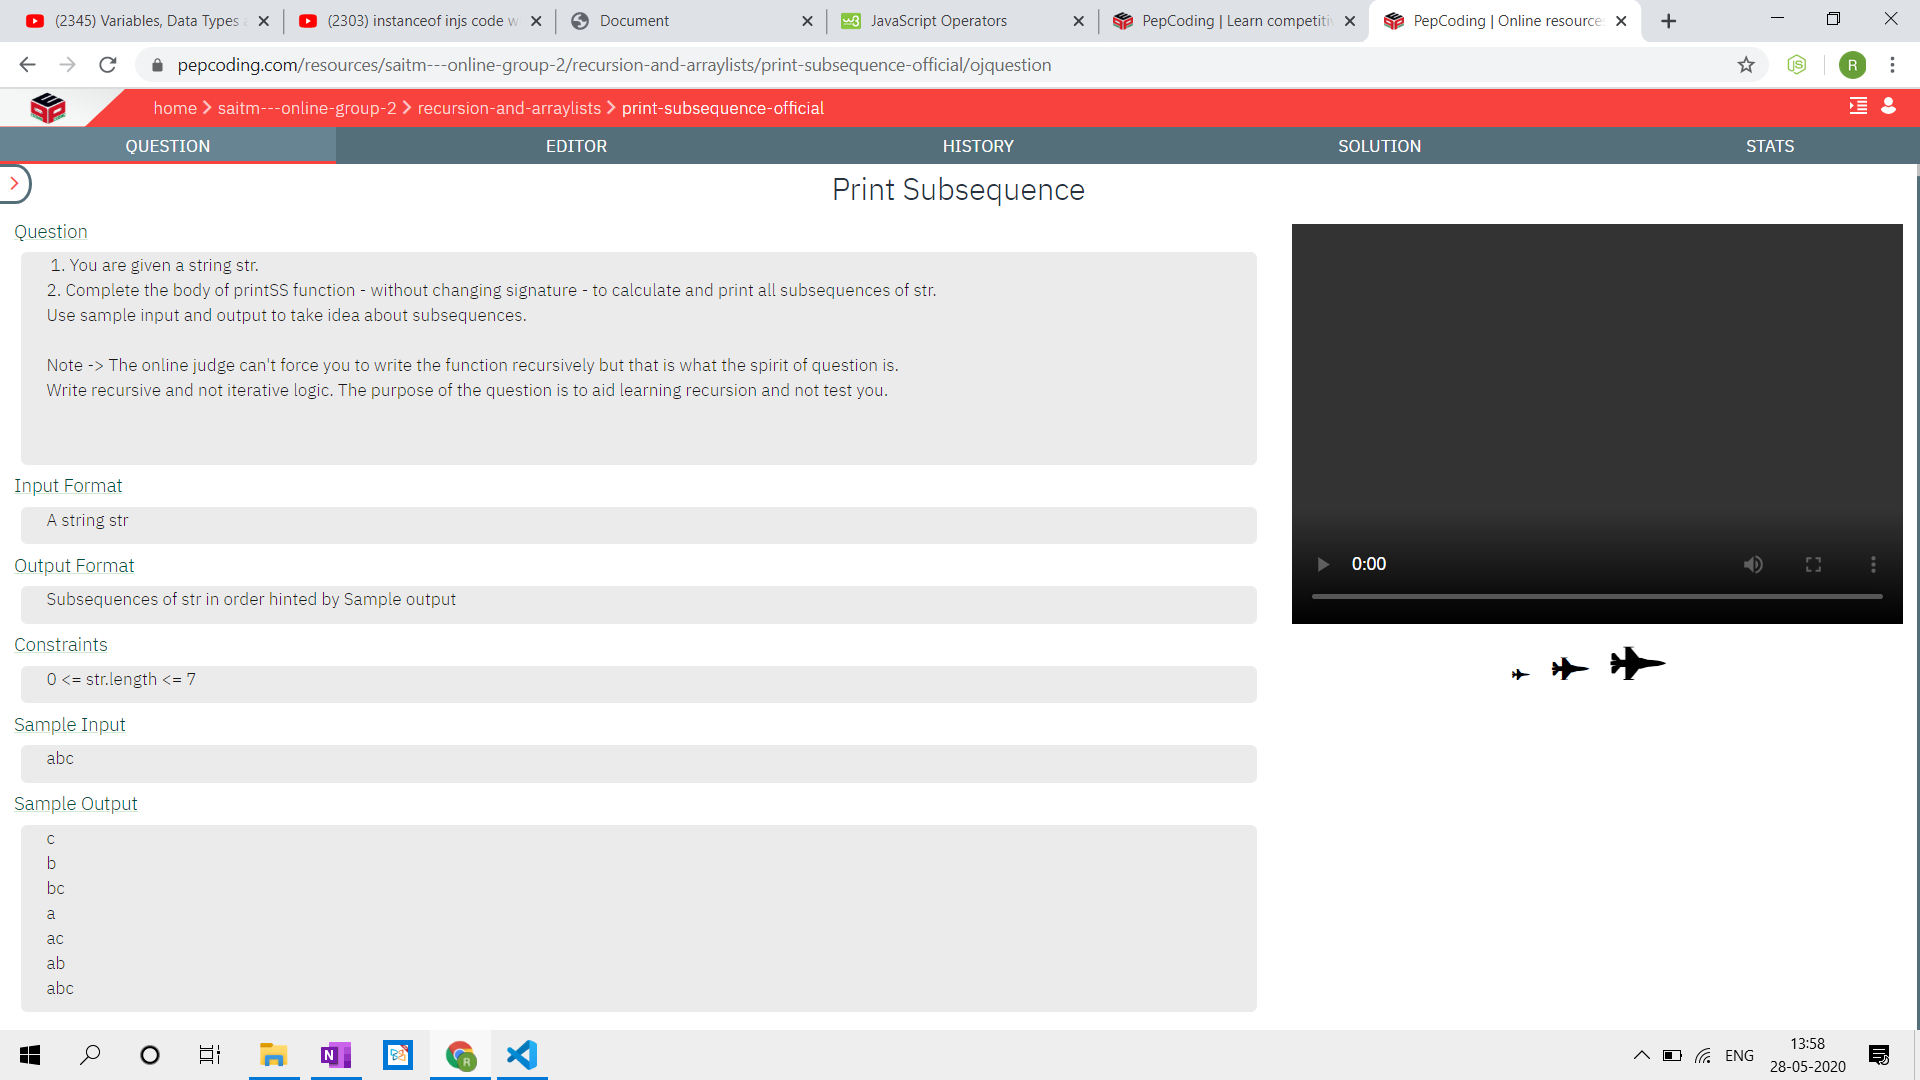 (2345) Variables, Data Types
(2303) instanceof injs code w
Document
JavaScript Operators
PepCoding | Learn competiti
PepCoding | Online resource
pepcoding.com/resources/saitm---online-group-2/recursion-and-arraylists/print-subsequence-official/ojquestion
R
home > saitm---online-group-2 > recursion-and-arraylists > print-subsequence-official
QUESTION
EDITOR
HISTORY
SOLUTION
STATS
Print Subsequence
Question
1. You are given a string str.
2. Complete the body of printSS function - without changing signature - to calculate and print all subsequences of str.
Use sample input and output to take idea about subsequences.
Note -> The online judge can't force you to write the function recursively but that is what the spirit of question is.
Write recursive and not iterative logic. The purpose of the question is to aid learning recursion and not test you.
0:00
Input Format
A string str
Output Format
Subsequences of str in order hinted by Sample output
Constraints
0 <= str.length <= 7
Sample Input
abc
Sample Output
c
b
bc
a
ac
ab
abc
ENG
13:58
28-05-2020